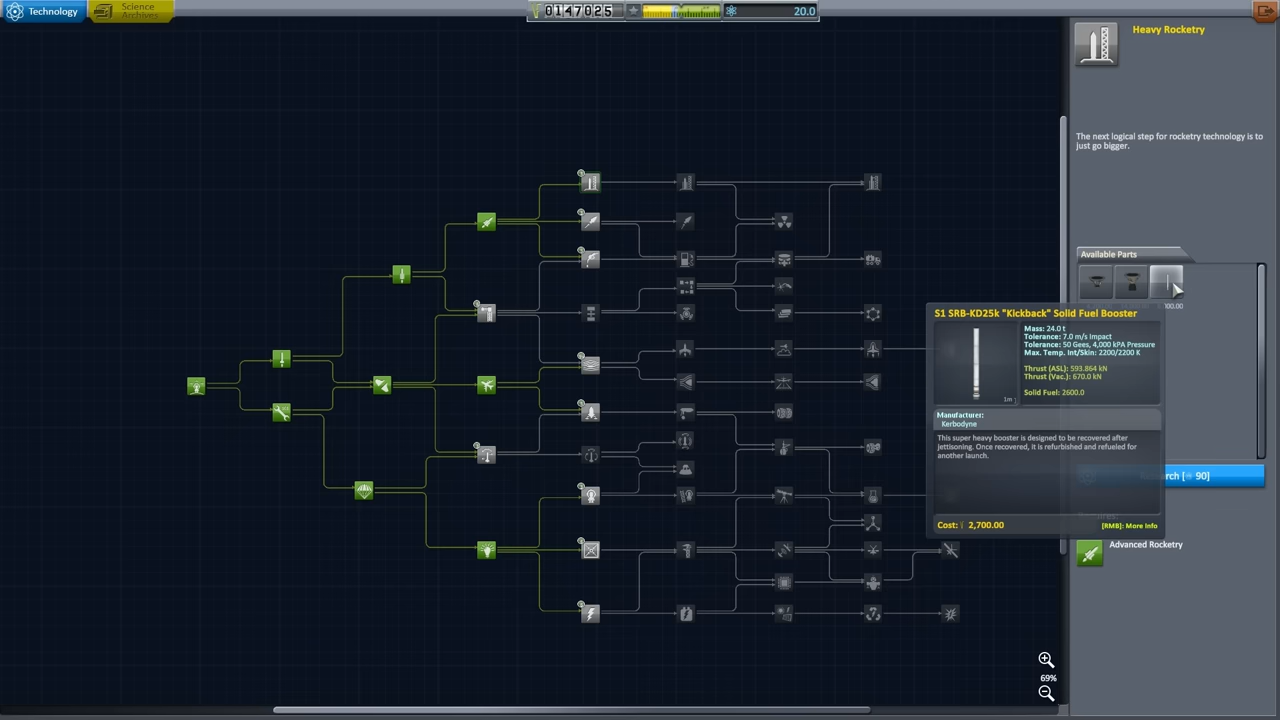 Technology
Science
Archives
0147025
20.0
Heavy Rocketry
The next logical step for rocketry technology is to
just go bigger.
Available Parts
S1 SRB-KD25k "Kickback" Solid Fuel Booster
Mass: 24.0 t
Tolerance: 7.0 m/s Impact
Tolerance: 50 Gees, 4,000 kPa Pressure
Max. Temp. Int/Skin: 2200/2200 K
Thrust (ASL): 593.864 kN
Thrust (Vac.): 670.0 kN
Solid Fuel: 2600.0
1m
Manufacturer:
Kerbodyne
This super heavy booster is designed to be recovered after
jettisoning. Once recovered, it is refurbished and refueled for
another launch.
Cost: 2,700.00
[RMB]: More Info
90]
Advanced Rocketry
69%